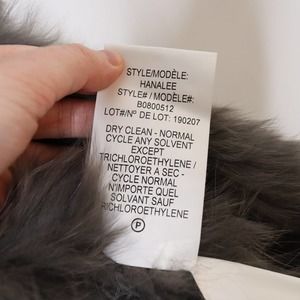 STYLE/MODÈLE:
HANALEE
STYLE# / MODÈLE#:
B0800512
LOT#/N° DE LOT: 190207
DRY CLEAN - NORMAL
CYCLE ANY SOLVENT
EXCEPT
TRICHLOROETHYLENE /
NETTOYER A SEC -
CYCLE NORMAL
N'IMPORTE QUEL
SOLVANT SAUF
TRICHLOROETHYLENE
P